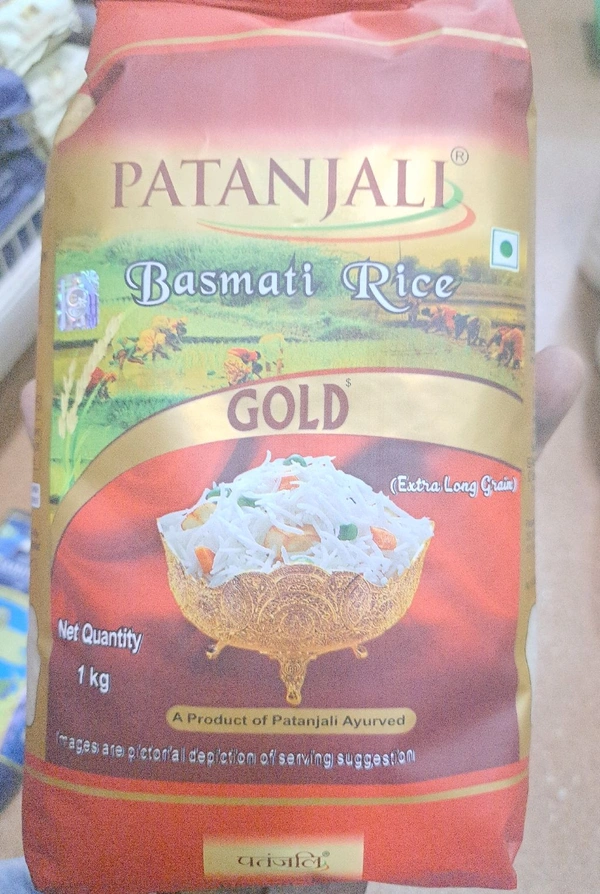 PATANJALI®
Basmati Rice
GOLD$
(Extra Long Grain)
Net Quantity
1 kg
A Product of Patanjali Ayurved
Images are pictorial depiction of serving suggestion
पतंजलि®